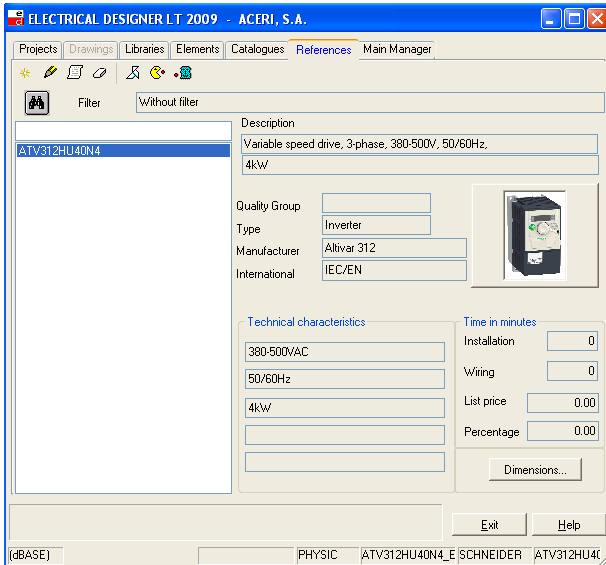 ELECTRICAL DESIGNER LT 2009 - ACERI, S.A.
Projects Drawings Libraries Elements Catalogues References Main Manager
Filter Without filter
Description
ATV312HU40N4
Variable speed drive, 3-phase, 380-500V, 50/60Hz,
4kW
Quality Group
Type Inverter
Manufacturer Altivar 312
International IEC/EN
Technical characteristics
380-500VAC
50/60Hz
4kW
Time in minutes
Installation 0
Wiring 0
List price 0.00
Percentage 0.00
Dimensions...
Exit Help
(dBASE) PHYSIC ATV312HU40N4_E SCHNEIDER ATV312HU40